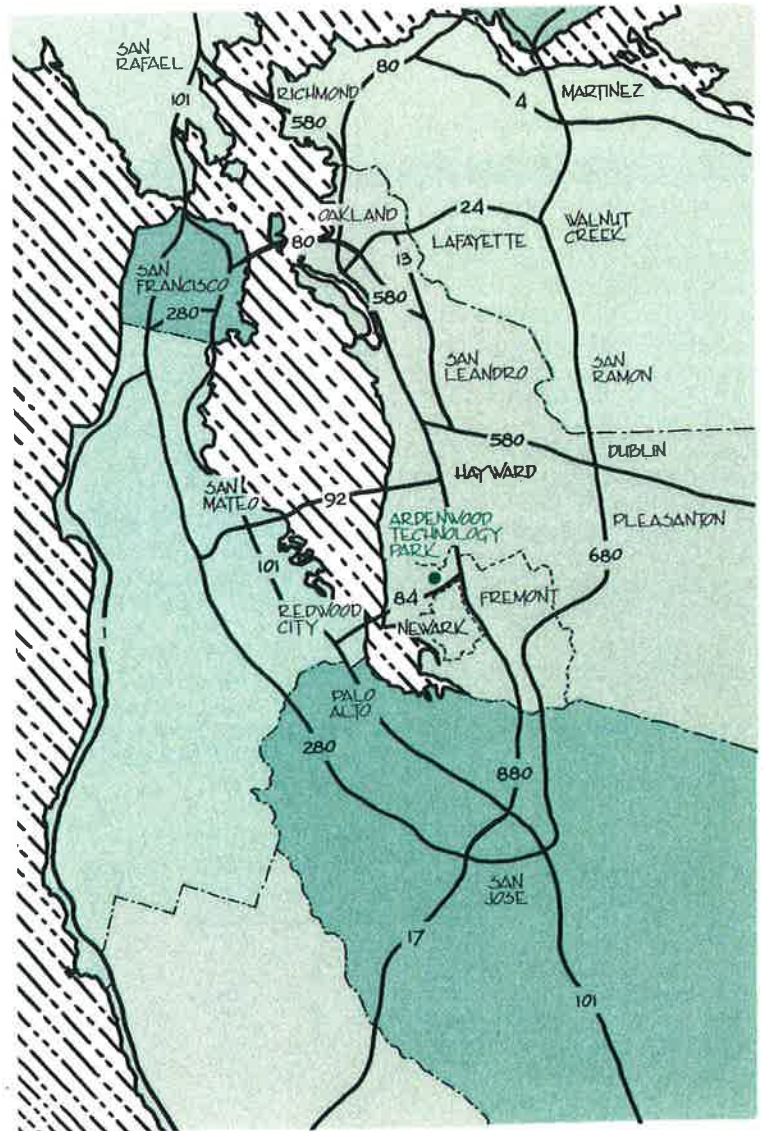 SAN
RAFAEL
101
RICHMOND
580
80
4
MARTINEZ
OAKLAND
80
24
13
LAFAYETTE
WALNUT
CREEK
SAN
FRANCISCO
280
580
SAN
LEANDRO
SAN
RAMON
580
DUBLIN
HAYWARD
SAN
MATEO
92
ARDENWOOD
TECHNOLOGY
PARK
PLEASANTON
101
680
REDWOOD
CITY
84
NEWARK
FREMONT
1
PALO
ALTO
280
880
SAN
JOSE
17
101